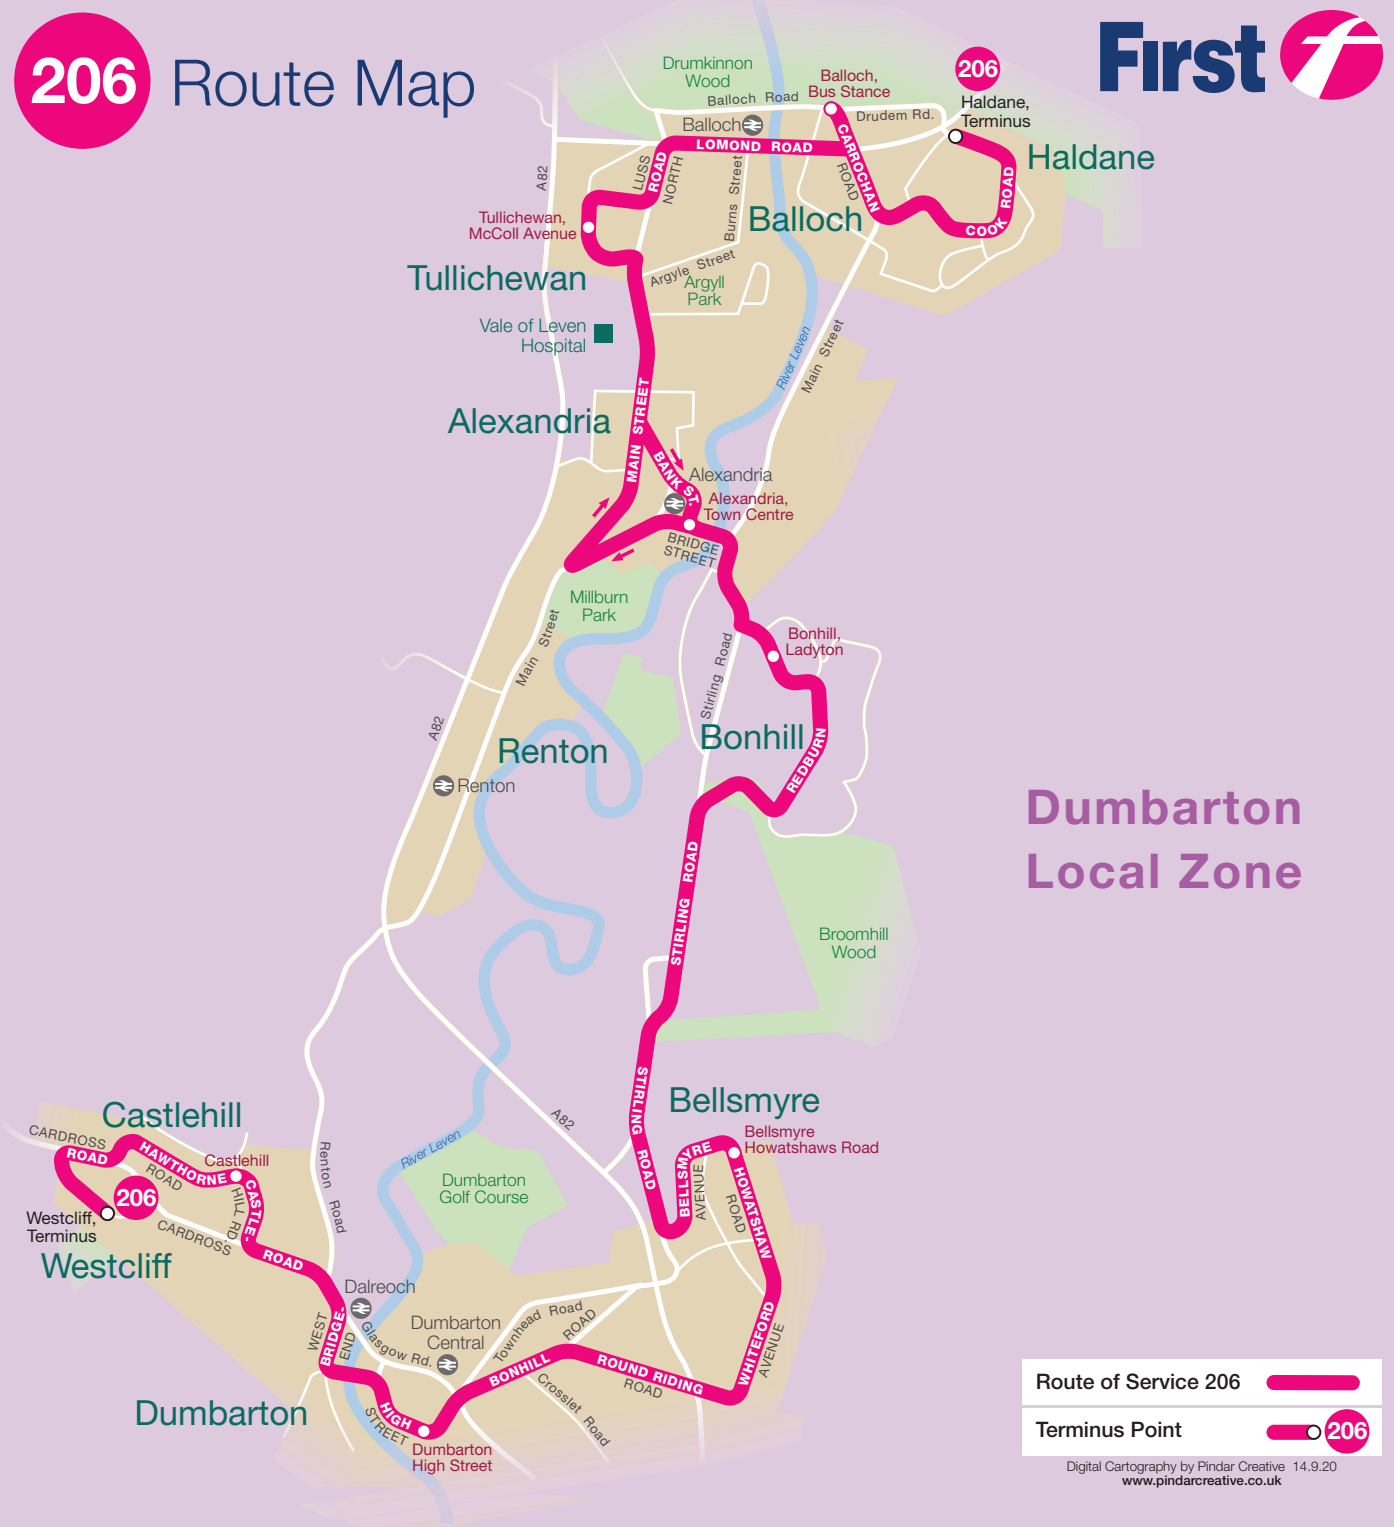 206
Route Map
First
Drumkinnon
Wood
Balloch,
Bus Stance
206
Haldane,
Terminus
Balloch Road
Drudem Rd.
Balloch
LOMOND ROAD
Haldane
A82
LUSS
ROAD
NORTH
Burns Street
CARROCHAN
ROAD
COOK ROAD
Balloch
Tullichewan,
McColl Avenue
Argyle Street
Tullichewan
Argyll
Park
Vale of Leven
Hospital
River Leven
Main Street
Alexandria
MAIN STREET
BANK ST.
Alexandria
Alexandria,
Town Centre
BRIDGE
STREET
Millburn
Park
Main Street
Bonhill,
Ladyton
Stirling Road
A82
Renton
Bonhill
REDBURN
Renton
Dumbarton
Local Zone
STIRLING ROAD
Broomhill
Wood
STIRLING ROAD
Bellsmyre
A82
Castlehill
CARDROSS
ROAD
HAWTHORNE
ROAD
Castlehill
CASTLE-
HILL RD.
206
Westcliff,
Terminus
CARDROSS
ROAD
Westcliff
Renton Road
River Leven
Dumbarton
Golf Course
Bellsmyre
Howatshaws Road
BELLSMYRE
AVENUE
HOWATSHAW
ROAD
Dalreoch
WEST
BRIDGE-
END
Glasgow Rd.
Dumbarton
Central
Townhead Road
ROAD
BONHILL
ROUND RIDING
ROAD
WHITEFORD
AVENUE
Crosslet Road
Dumbarton
HIGH
STREET
Dumbarton
High Street
Route of Service 206
Terminus Point
206
Digital Cartography by Pindar Creative 14.9.20
www.pindarcreative.co.uk